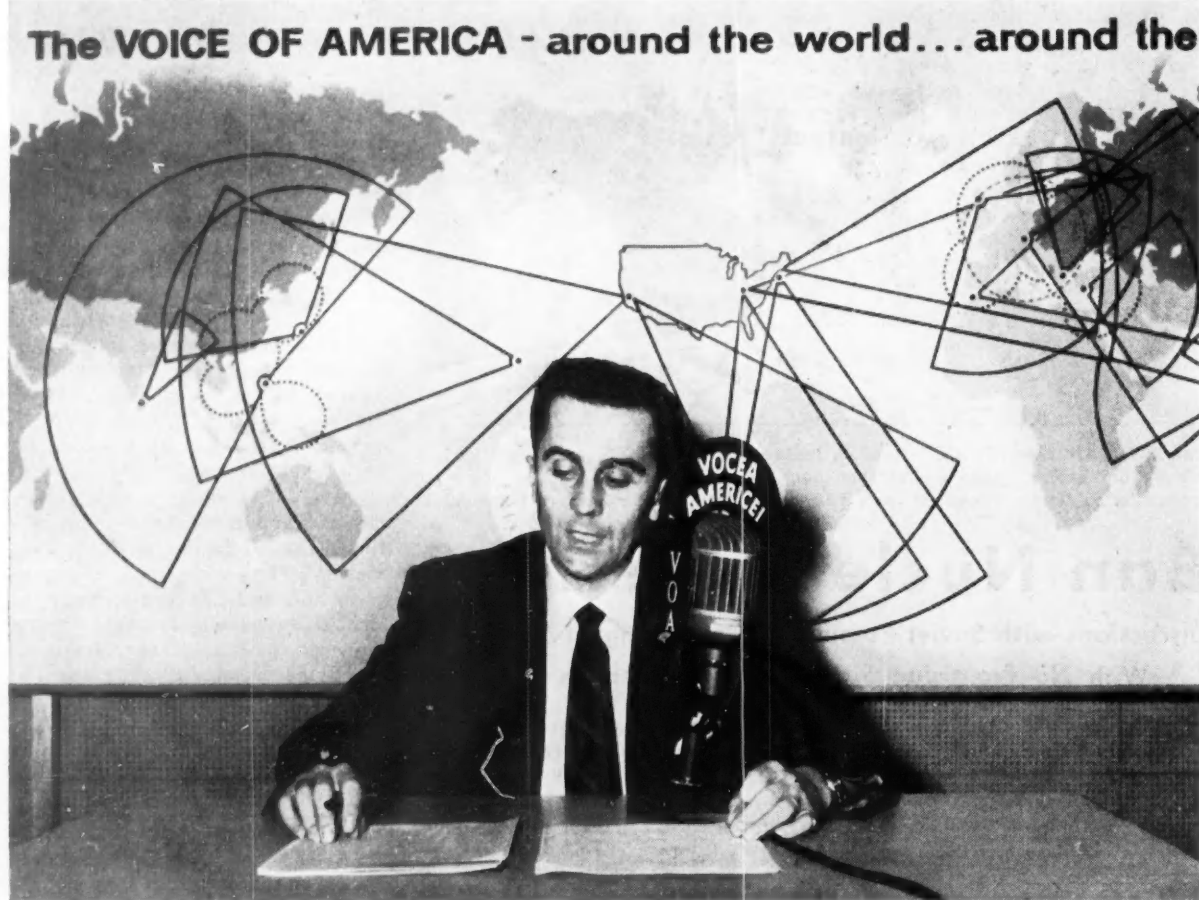 The VOICE OF AMERICA - around the world... around the
VOCEA
AMERICEI
VOA